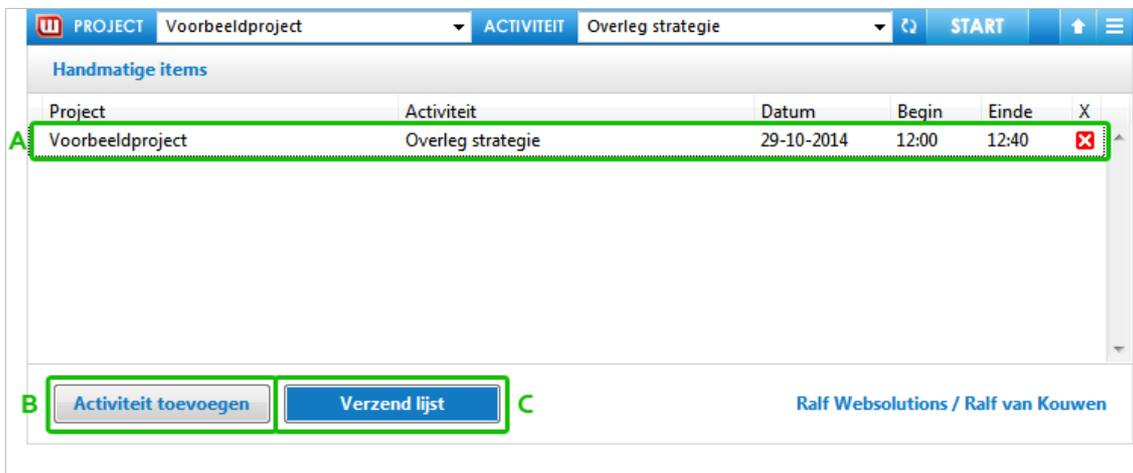 PROJECT Voorbeeldproject ACTIVITEIT Overleg strategie START
Handmatige items
Project Activiteit Datum Begin Einde X
A Voorbeeldproject Overleg strategie 29-10-2014 12:00 12:40
B Activiteit toevoegen Verzend lijst C Ralf Websolutions / Ralf van Kouwen